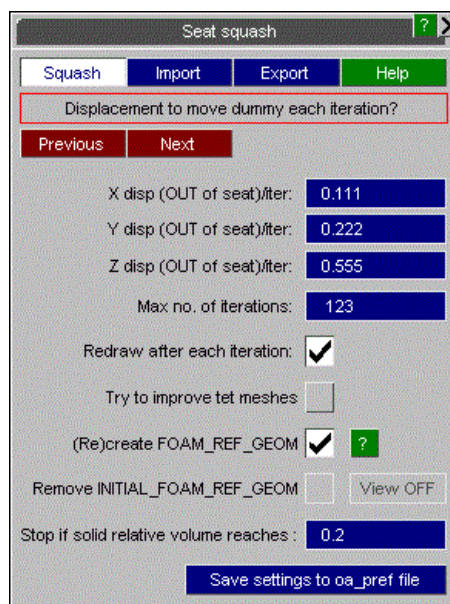 Seat squash ?
Squash Import Export Help
Displacement to move dummy each iteration?
Previous Next
X disp (OUT of seat)/iter: 0.111
Y disp (OUT of seat)/iter: 0.222
Z disp (OUT of seat)/iter: 0.555
Max no. of iterations: 123
Redraw after each iteration:
Try to improve tet meshes
(Re)create FOAM_REF_GEOM ?
Remove INITIAL_FOAM_REF_GEOM View OFF
Stop if solid relative volume reaches : 0.2
Save settings to oa_pref file